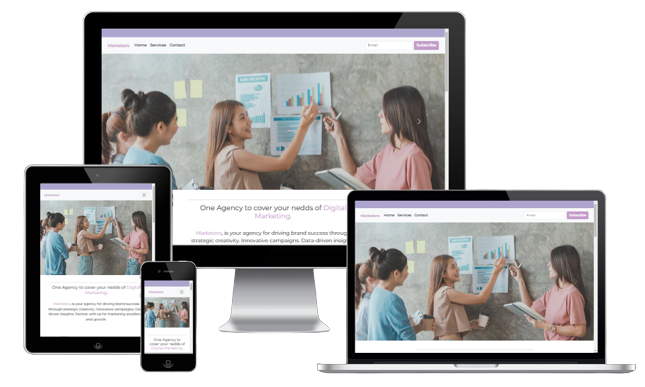 Marketers Home Services Contact Email Subscribe
One Agency to cover your nedds of Digital
Marketing.
Marketers, is your agency for driving brand success through
strategic creativity. Innovative campaigns. Data-driven insigh
Marketers
One Agency to cover your nedds of Digital
Marketing.
Marketers, is your agency for driving brand success
through strategic creativity. Innovative campaigns. Data-
driven insights. Partner with us for marketing excellence
and growth.
Marketers
One Agency to
cover your nedds of
Digital Marketing.
Marketers Home Services Contact Email Subscribe